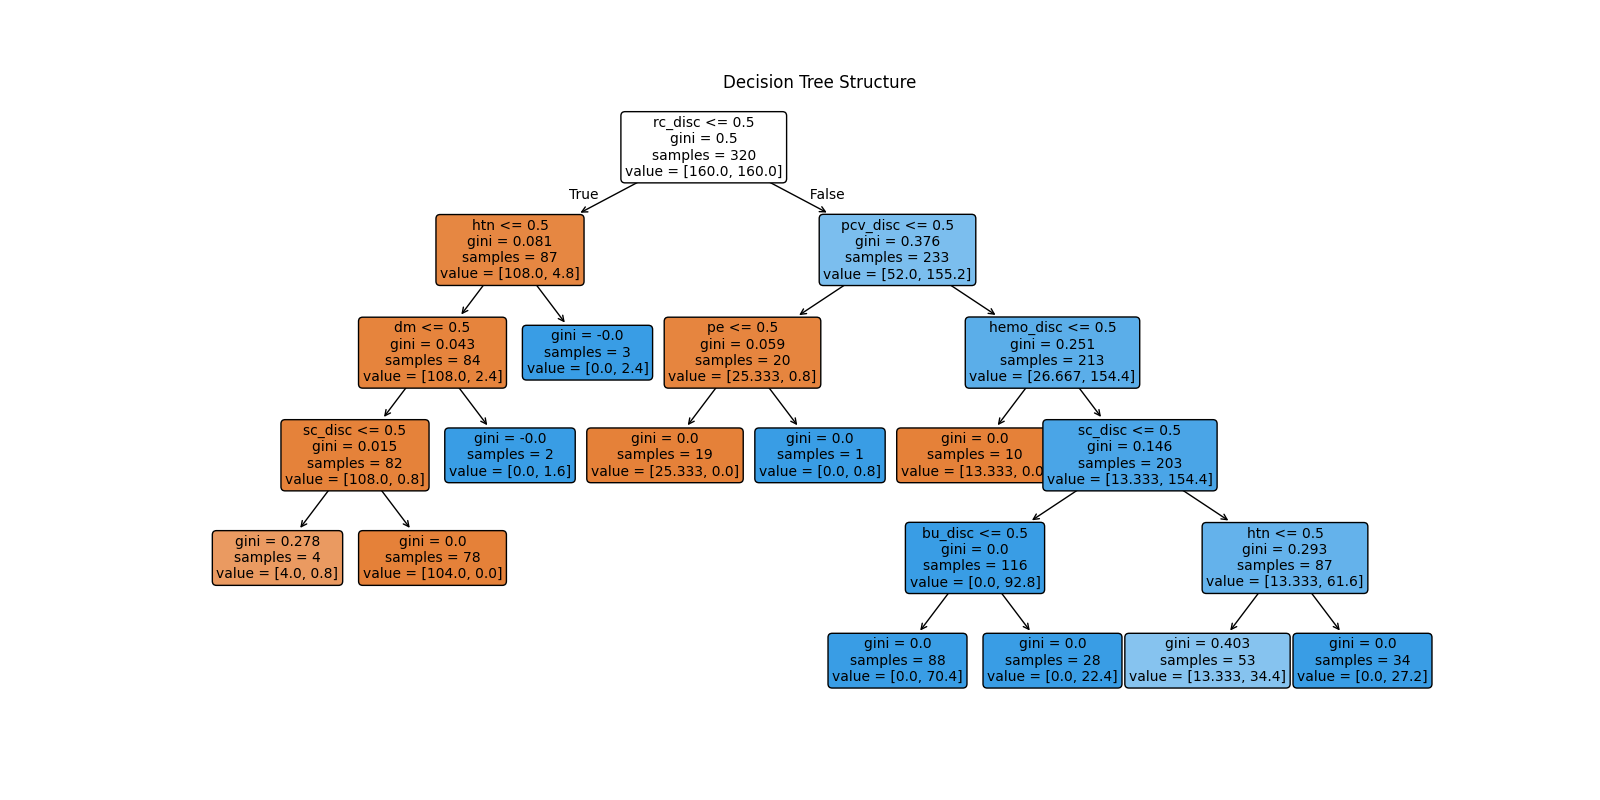 Decision Tree Structure
rc_disc <= 0.5
gini = 0.5
samples = 320
value = [160.0, 160.0]
True
False
htn <= 0.5
gini = 0.081
samples = 87
value = [108.0, 4.8]
pcv_disc <= 0.5
gini = 0.376
samples = 233
value = [52.0, 155.2]
dm <= 0.5
gini = 0.043
samples = 84
value = [108.0, 2.4]
gini = -0.0
samples = 3
value = [0.0, 2.4]
pe <= 0.5
gini = 0.059
samples = 20
value = [25.333, 0.8]
hemo_disc <= 0.5
gini = 0.251
samples = 213
value = [26.667, 154.4]
sc_disc <= 0.5
gini = 0.015
samples = 82
value = [108.0, 0.8]
gini = -0.0
samples = 2
value = [0.0, 1.6]
gini = 0.0
samples = 19
value = [25.333, 0.0]
gini = 0.0
samples = 1
value = [0.0, 0.8]
gini = 0.0
samples = 10
value = [13.333, 0.0
sc_disc <= 0.5
gini = 0.146
samples = 203
value = [13.333, 154.4]
gini = 0.278
samples = 4
value = [4.0, 0.8]
gini = 0.0
samples = 78
value = [104.0, 0.0]
bu_disc <= 0.5
gini = 0.0
samples = 116
value = [0.0, 92.8]
htn <= 0.5
gini = 0.293
samples = 87
value = [13.333, 61.6]
gini = 0.0
samples = 88
value = [0.0, 70.4]
gini = 0.0
samples = 28
value = [0.0, 22.4]
gini = 0.403
samples = 53
value = [13.333, 34.4]
gini = 0.0
samples = 34
value = [0.0, 27.2]